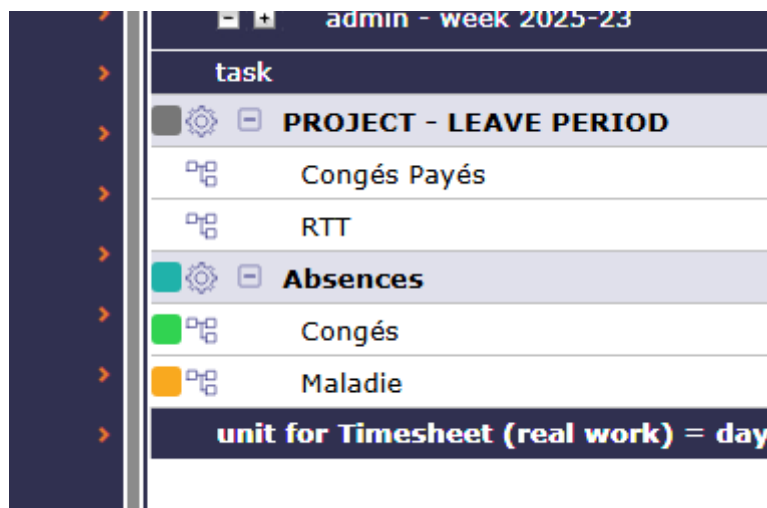 admin - week 2025-23
task
PROJECT - LEAVE PERIOD
Congés Payés
RTT
Absences
Congés
Maladie
unit for Timesheet (real work) = day